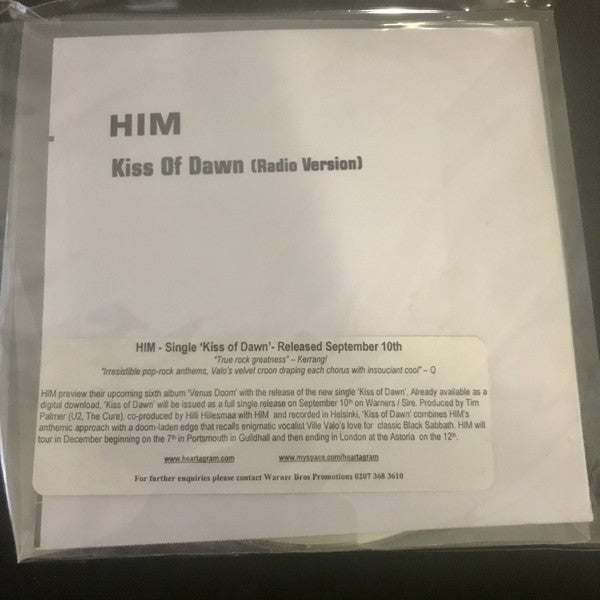 HIM
Kiss Of Dawn (Radio Version)
HIM - Single 'Kiss of Dawn'- Released September 10th
"True rock greatness" – Kerrang!
"Irresistible pop-rock anthems, Valo's velvet croon draping each chorus with insouciant cool" – Q
HIM preview their upcoming sixth album 'Venus Doom' with the release of the new single 'Kiss of Dawn'. Already available as a
digital download, 'Kiss of Dawn' will be issued as a full single release on September 10th on Warners / Sire. Produced by Tim
Palmer (U2, The Cure), co-produced by Hilli Hilesmaa with HIM and recorded in Helsinki, 'Kiss of Dawn' combines HIM's
anthemic approach with a doom-laden edge that recalls enigmatic vocalist Ville Valo's love for classic Black Sabbath. HIM will
tour in December beginning on the 7th in Portsmouth in Guildhall and then ending in London at the Astoria on the 12th.
www.heartagram.com www.myspace.com/heartagram
For further enquiries please contact Warner Bros Promotions 0207 368 3610